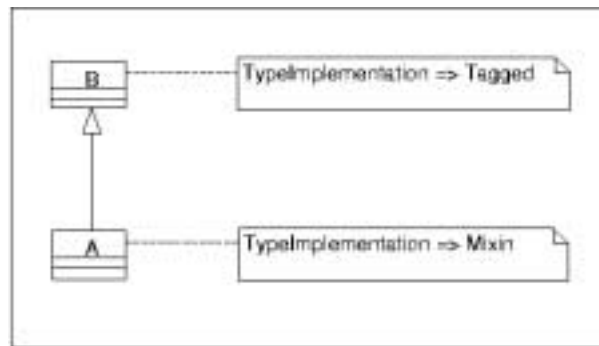 B
TypeImplementation => Tagged
A
TypeImplementation => Mixin